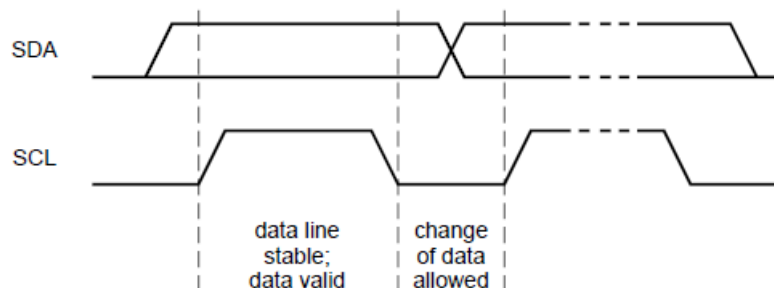 SDA
SCL
data line
stable;
data valid
change
of data
allowed